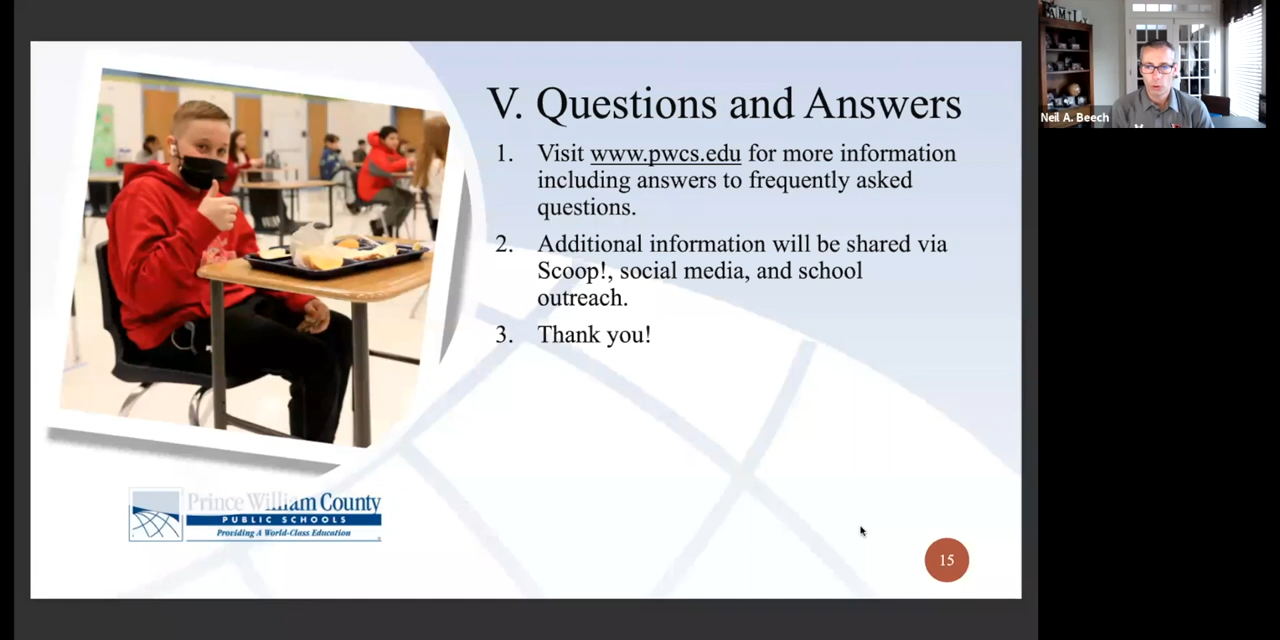 FAMILY
Neil A. Beech
V. Questions and Answers
1. Visit www.pwcs.edu for more information
including answers to frequently asked
questions.
2. Additional information will be shared via
Scoop!, social media, and school
outreach.
3. Thank you!
Prince William County
PUBLIC SCHOOLS
Providing A World-Class Education
15